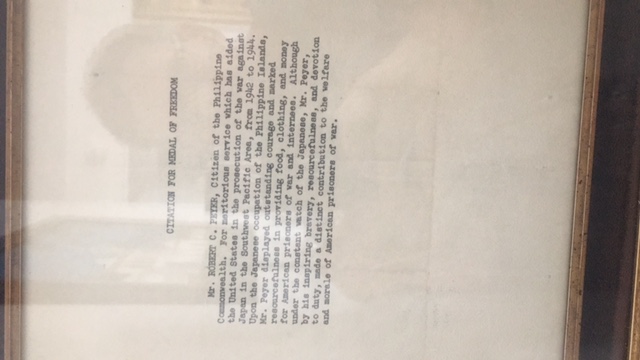 CITATION FOR MEDAL OF FREEDOM
Mr. ROBERT C. PEYER, Citizen of the Philippine
Commonwealth. For meritorious service which has aided
the United States in the prosecution of the war against
Japan in the Southwest Pacific Area, from 1942 to 1944.
Upon the Japanese occupation of the Philippine Islands,
Mr. Peyer displayed outstanding courage and marked
resourcefulness in providing food, clothing, and money
for American prisoners of war and internees. Although
under the constant watch of the Japanese, Mr. Peyer,
by his inspiring bravery, resourcefulness, and devotion
to duty, made a distinct contribution to the welfare
and morale of American prisoners of war.